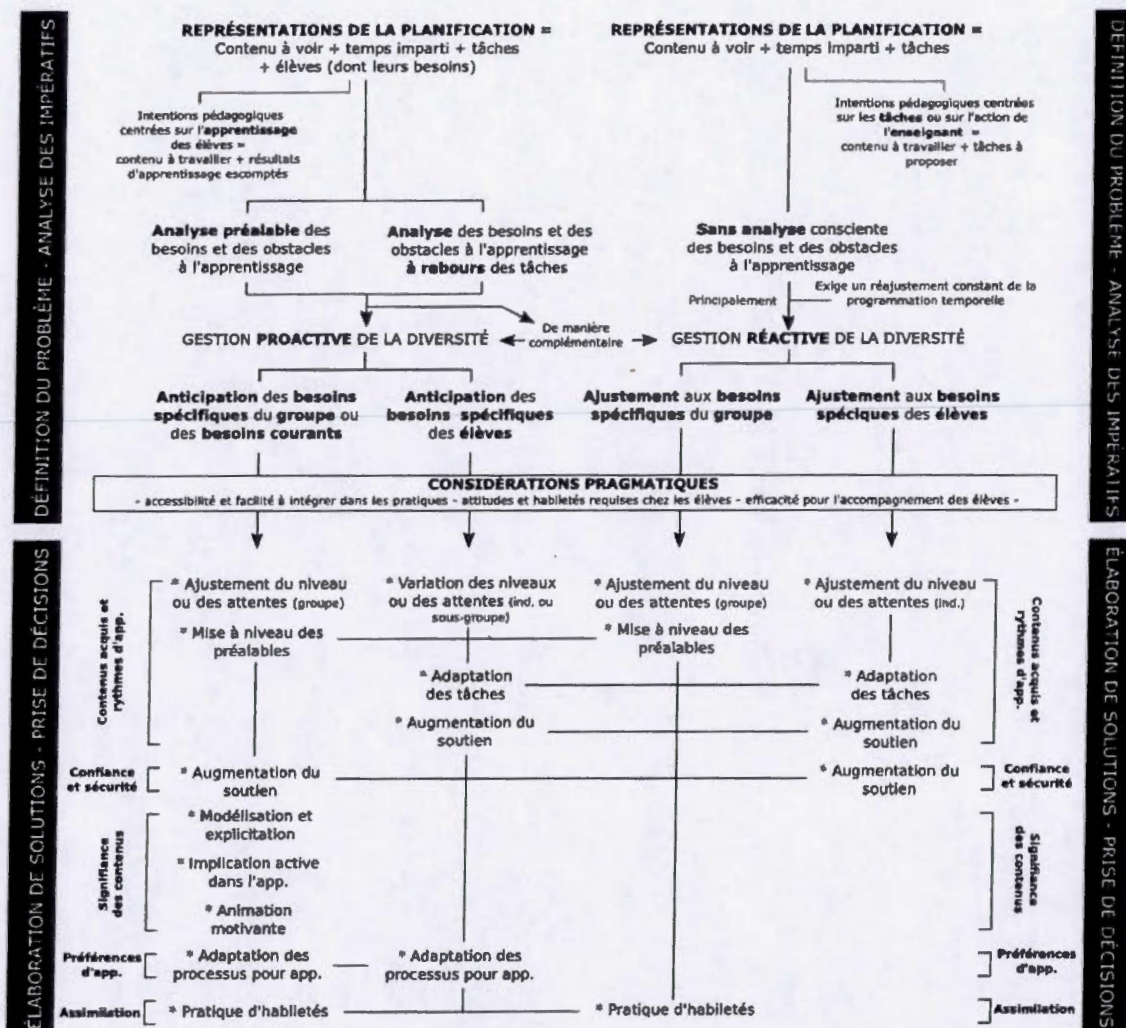 DÉFINITION DU PROBLÈME - ANALYSE DES IMPÉRATIFS
REPRÉSENTATIONS DE LA PLANIFICATION =
Contenu à voir + temps imparti + tâches
+ élèves (dont leurs besoins)
REPRÉSENTATIONS DE LA PLANIFICATION =
Contenu à voir + temps imparti + tâches
DÉFINITION DU PROBLÈME - ANALYSE DES IMPÉRATIFS
Intentions pédagogiques
centrées sur l'apprentissage
des élèves =
contenu à travailler + résultats
d'apprentissage escomptés
Intentions pédagogiques centrées
sur les tâches ou sur l'action de
l'enseignant =
contenu à travailler + tâches à
proposer
Analyse préalable des
besoins et des obstacles
à l'apprentissage
Analyse des besoins et des
obstacles à l'apprentissage
à rebours des tâches
Sans analyse consciente
des besoins et des obstacles
à l'apprentissage
Principalement
Exige un réajustement constant de la
programmation temporelle
GESTION PROACTIVE DE LA DIVERSITÉ
De manière
complémentaire
GESTION RÉACTIVE DE LA DIVERSITÉ
Anticipation des besoins
spécifiques du groupe ou
des besoins courants
Anticipation des
besoins spécifiques
des élèves
Ajustement aux besoins
spécifiques du groupe
Ajustement aux besoins
spéciques des élèves
CONSIDÉRATIONS PRAGMATIQUES
- accessibilité et facilité à intégrer dans les pratiques - attitudes et habiletés requises chez les élèves - efficacité pour l'accompagnement des élèves -
ÉLABORATION DE SOLUTIONS - PRISE DE DÉCISIONS
Contenus acquis et
rythmes d'app.
* Ajustement du niveau
ou des attentes (groupe)
* Mise à niveau des
préalables
* Variation des niveaux
ou des attentes (ind. ou
sous-groupe)
* Adaptation
des tâches
* Augmentation du
soutien
* Ajustement du niveau
ou des attentes (groupe)
* Mise à niveau des
préalables
* Ajustement du niveau
ou des attentes (ind.)
* Adaptation
des tâches
* Augmentation du
soutien
Contenus acquis et
rythmes d'app.
ÉLABORATION DE SOLUTIONS - PRISE DE DÉCISIONS
Confiance
et sécurité
* Augmentation du
soutien
* Augmentation du
soutien
Confiance
et sécurité
Signifiance
des contenus
* Modélisation et
explicitation
* Implication active
dans l'app.
* Animation
motivante
Signifiance
des contenus
Préférences
d'app.
* Adaptation des
processus pour app.
* Adaptation des
processus pour app.
Préférences
d'app.
Assimilation
* Pratique d'habiletés
* Pratique d'habiletés
Assimilation